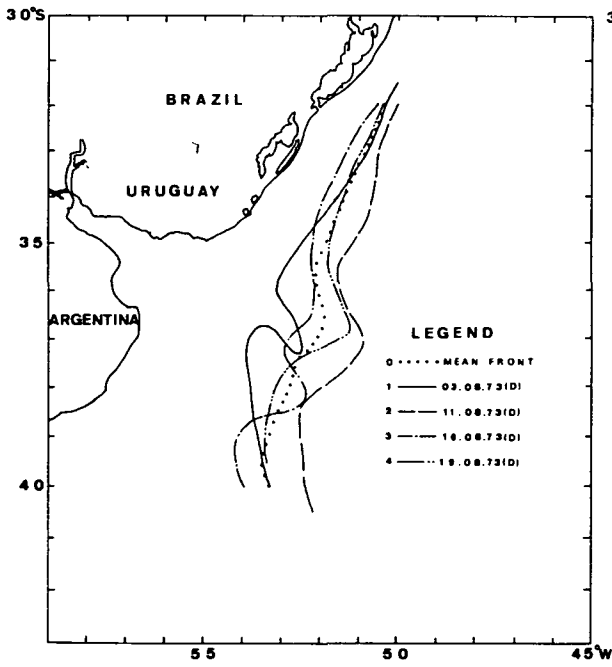 30°S
3
BRAZIL
URUGUAY
35
ARGENTINA
LEGEND
0 MEAN FRONT
1 03.08.73(D)
2 11.08.73(D)
3 16.08.73(D)
4 19.08.73(D)
40
55
50
45°W